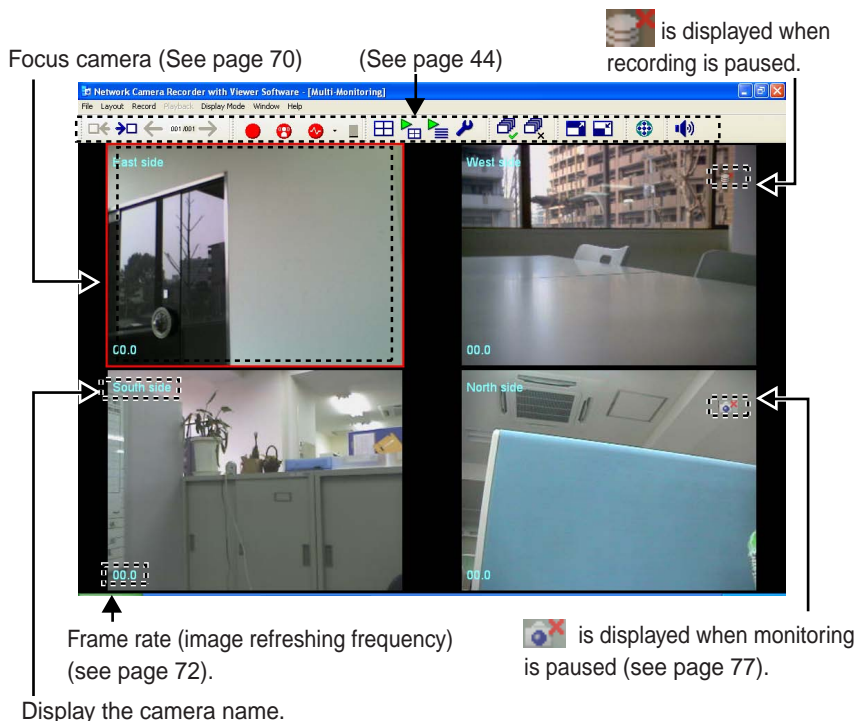 is displayed when
recording is paused.
Focus camera (See page 70)
(See page 44)
Network Camera Recorder with Viewer Software - [Multi-Monitoring]
File Layout Record Playback Display Mode Window Help
001/001
East side
West side
00.0
00.0
South side
North side
00.0
00.0
Frame rate (image refreshing frequency)
(see page 72).
is displayed when monitoring
is paused (see page 77).
Display the camera name.